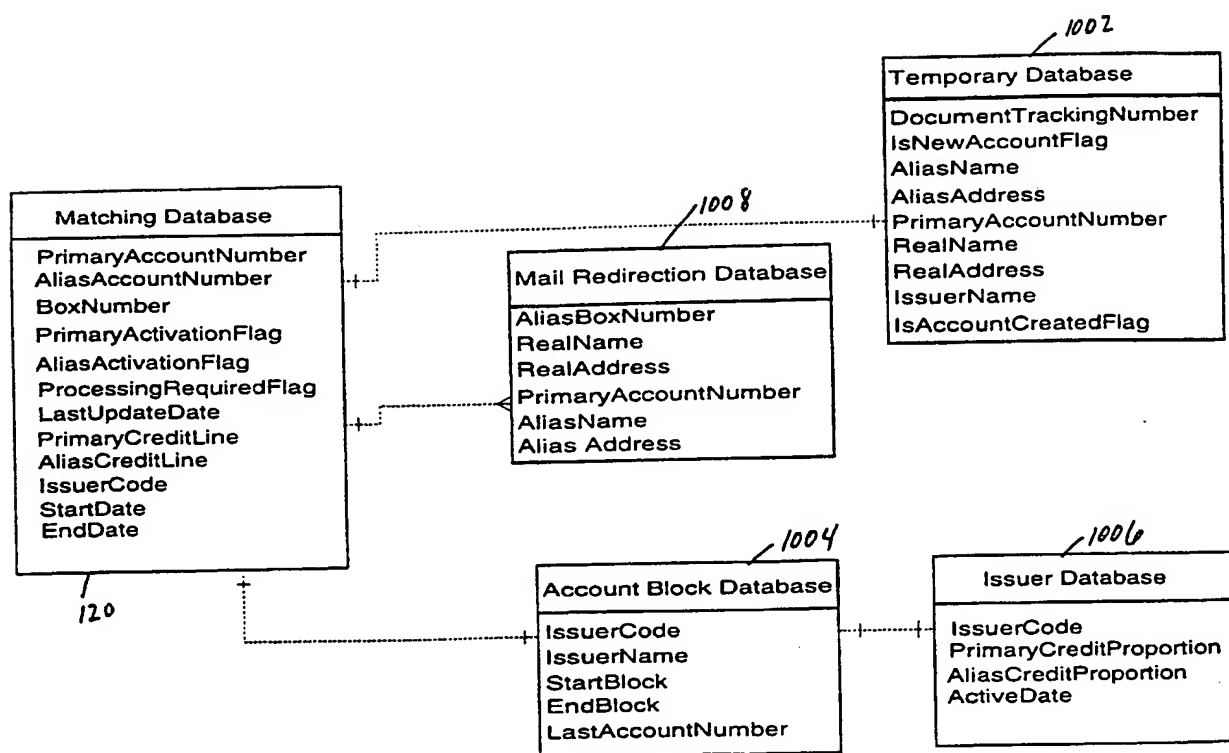 1002
Temporary Database
DocumentTrackingNumber
IsNewAccountFlag
AliasName
AliasAddress
PrimaryAccountNumber
RealName
RealAddress
IssuerName
IsAccountCreatedFlag
Matching Database
PrimaryAccountNumber
AliasAccountNumber
BoxNumber
PrimaryActivationFlag
AliasActivationFlag
ProcessingRequiredFlag
LastUpdateDate
PrimaryCreditLine
AliasCreditLine
IssuerCode
StartDate
EndDate
120
1008
Mail Redirection Database
AliasBoxNumber
RealName
RealAddress
PrimaryAccountNumber
AliasName
Alias Address
1004
Account Block Database
IssuerCode
IssuerName
StartBlock
EndBlock
LastAccountNumber
1006
Issuer Database
IssuerCode
PrimaryCreditProportion
AliasCreditProportion
ActiveDate